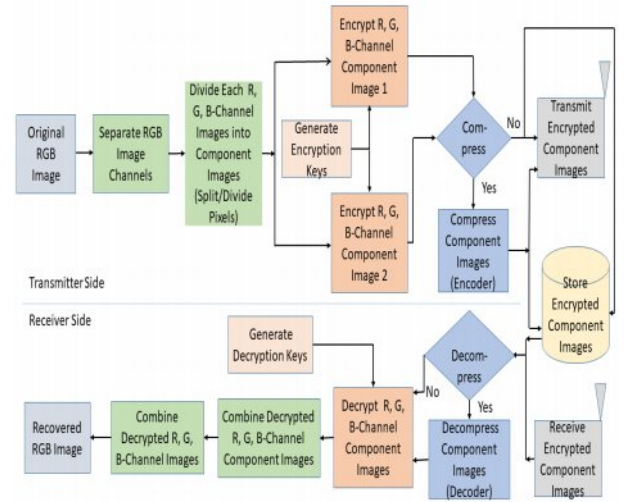 Original
RGB
Image
Separate RGB
Image Channels
Divide Each R,
G, B-Channel
Images into
Component
Images
(Split/Divide
Pixels)
Encrypt R, G,
B-Channel
Component
Image 1
Generate
Encryption
Keys
Encrypt R, G,
B-Channel
Component
Image 2
Com-
press
No
Yes
Compress
Component
Images
(Encoder)
Transmit
Encrypted
Component
Images
Store
Encrypted
Component
Images
Transmitter Side
Receiver Side
Receive
Encrypted
Component
Images
Decom-
press
No
Yes
Decompress
Component
Images
(Decoder)
Generate
Decryption Keys
Decrypt R, G,
B-Channel
Component
Images
Combine Decrypted
R, G, B-Channel
Component Images
Combine
Decrypted R, G,
B-Channel Images
Recovered
RGB Image